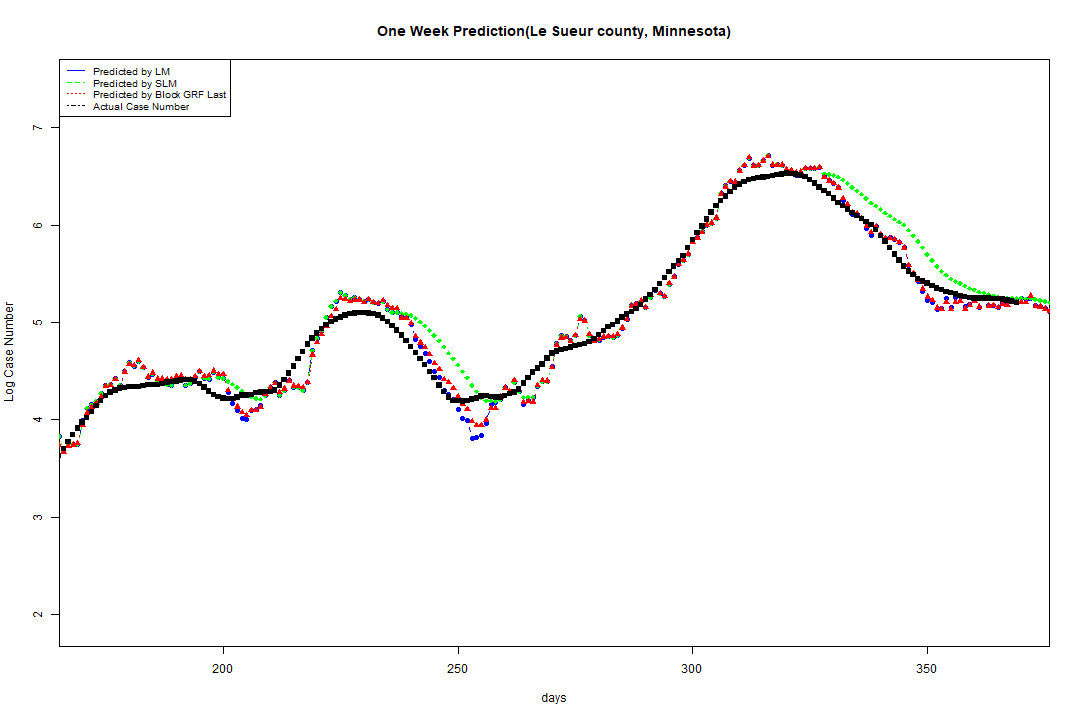 One Week Prediction(Le Sueur county, Minnesota)
Predicted by LM
Predicted by SLM
Predicted by Block GRF Last
Actual Case Number
7
6
5
4
3
2
Log Case Number
200 250 300 350
days